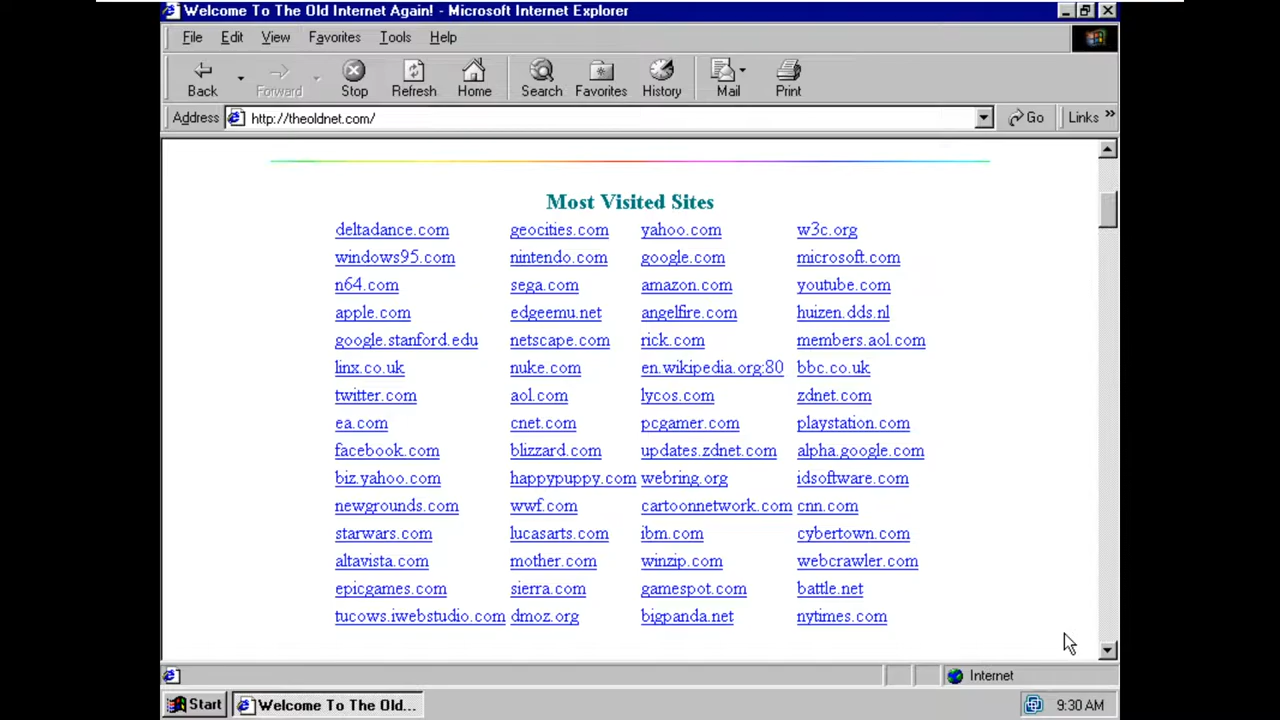 Welcome To The Old Internet Again! - Microsoft Internet Explorer
File Edit View Favorites Tools Help
Back Forward Stop Refresh Home Search Favorites History Mail Print
Address http://theoldnet.com/ Go Links »
Most Visited Sites
deltadance.com geocities.com yahoo.com w3c.org
windows95.com nintendo.com google.com microsoft.com
n64.com sega.com amazon.com youtube.com
apple.com edgeemu.net angelfire.com huizen.dds.nl
google.stanford.edu netscape.com rick.com members.aol.com
linx.co.uk nuke.com en.wikipedia.org:80 bbc.co.uk
twitter.com aol.com lycos.com zdnet.com
ea.com cnet.com pcgamer.com playstation.com
facebook.com blizzard.com updates.zdnet.com alpha.google.com
biz.yahoo.com happypuppy.com webring.org idsoftware.com
newgrounds.com wwf.com cartoonnetwork.com cnn.com
starwars.com lucasarts.com ibm.com cybertown.com
altavista.com mother.com winzip.com webcrawler.com
epicgames.com sierra.com gamespot.com battle.net
tucows.iwebstudio.com dmoz.org bigpanda.net nytimes.com
Internet
Start Welcome To The Old... 9:30 AM